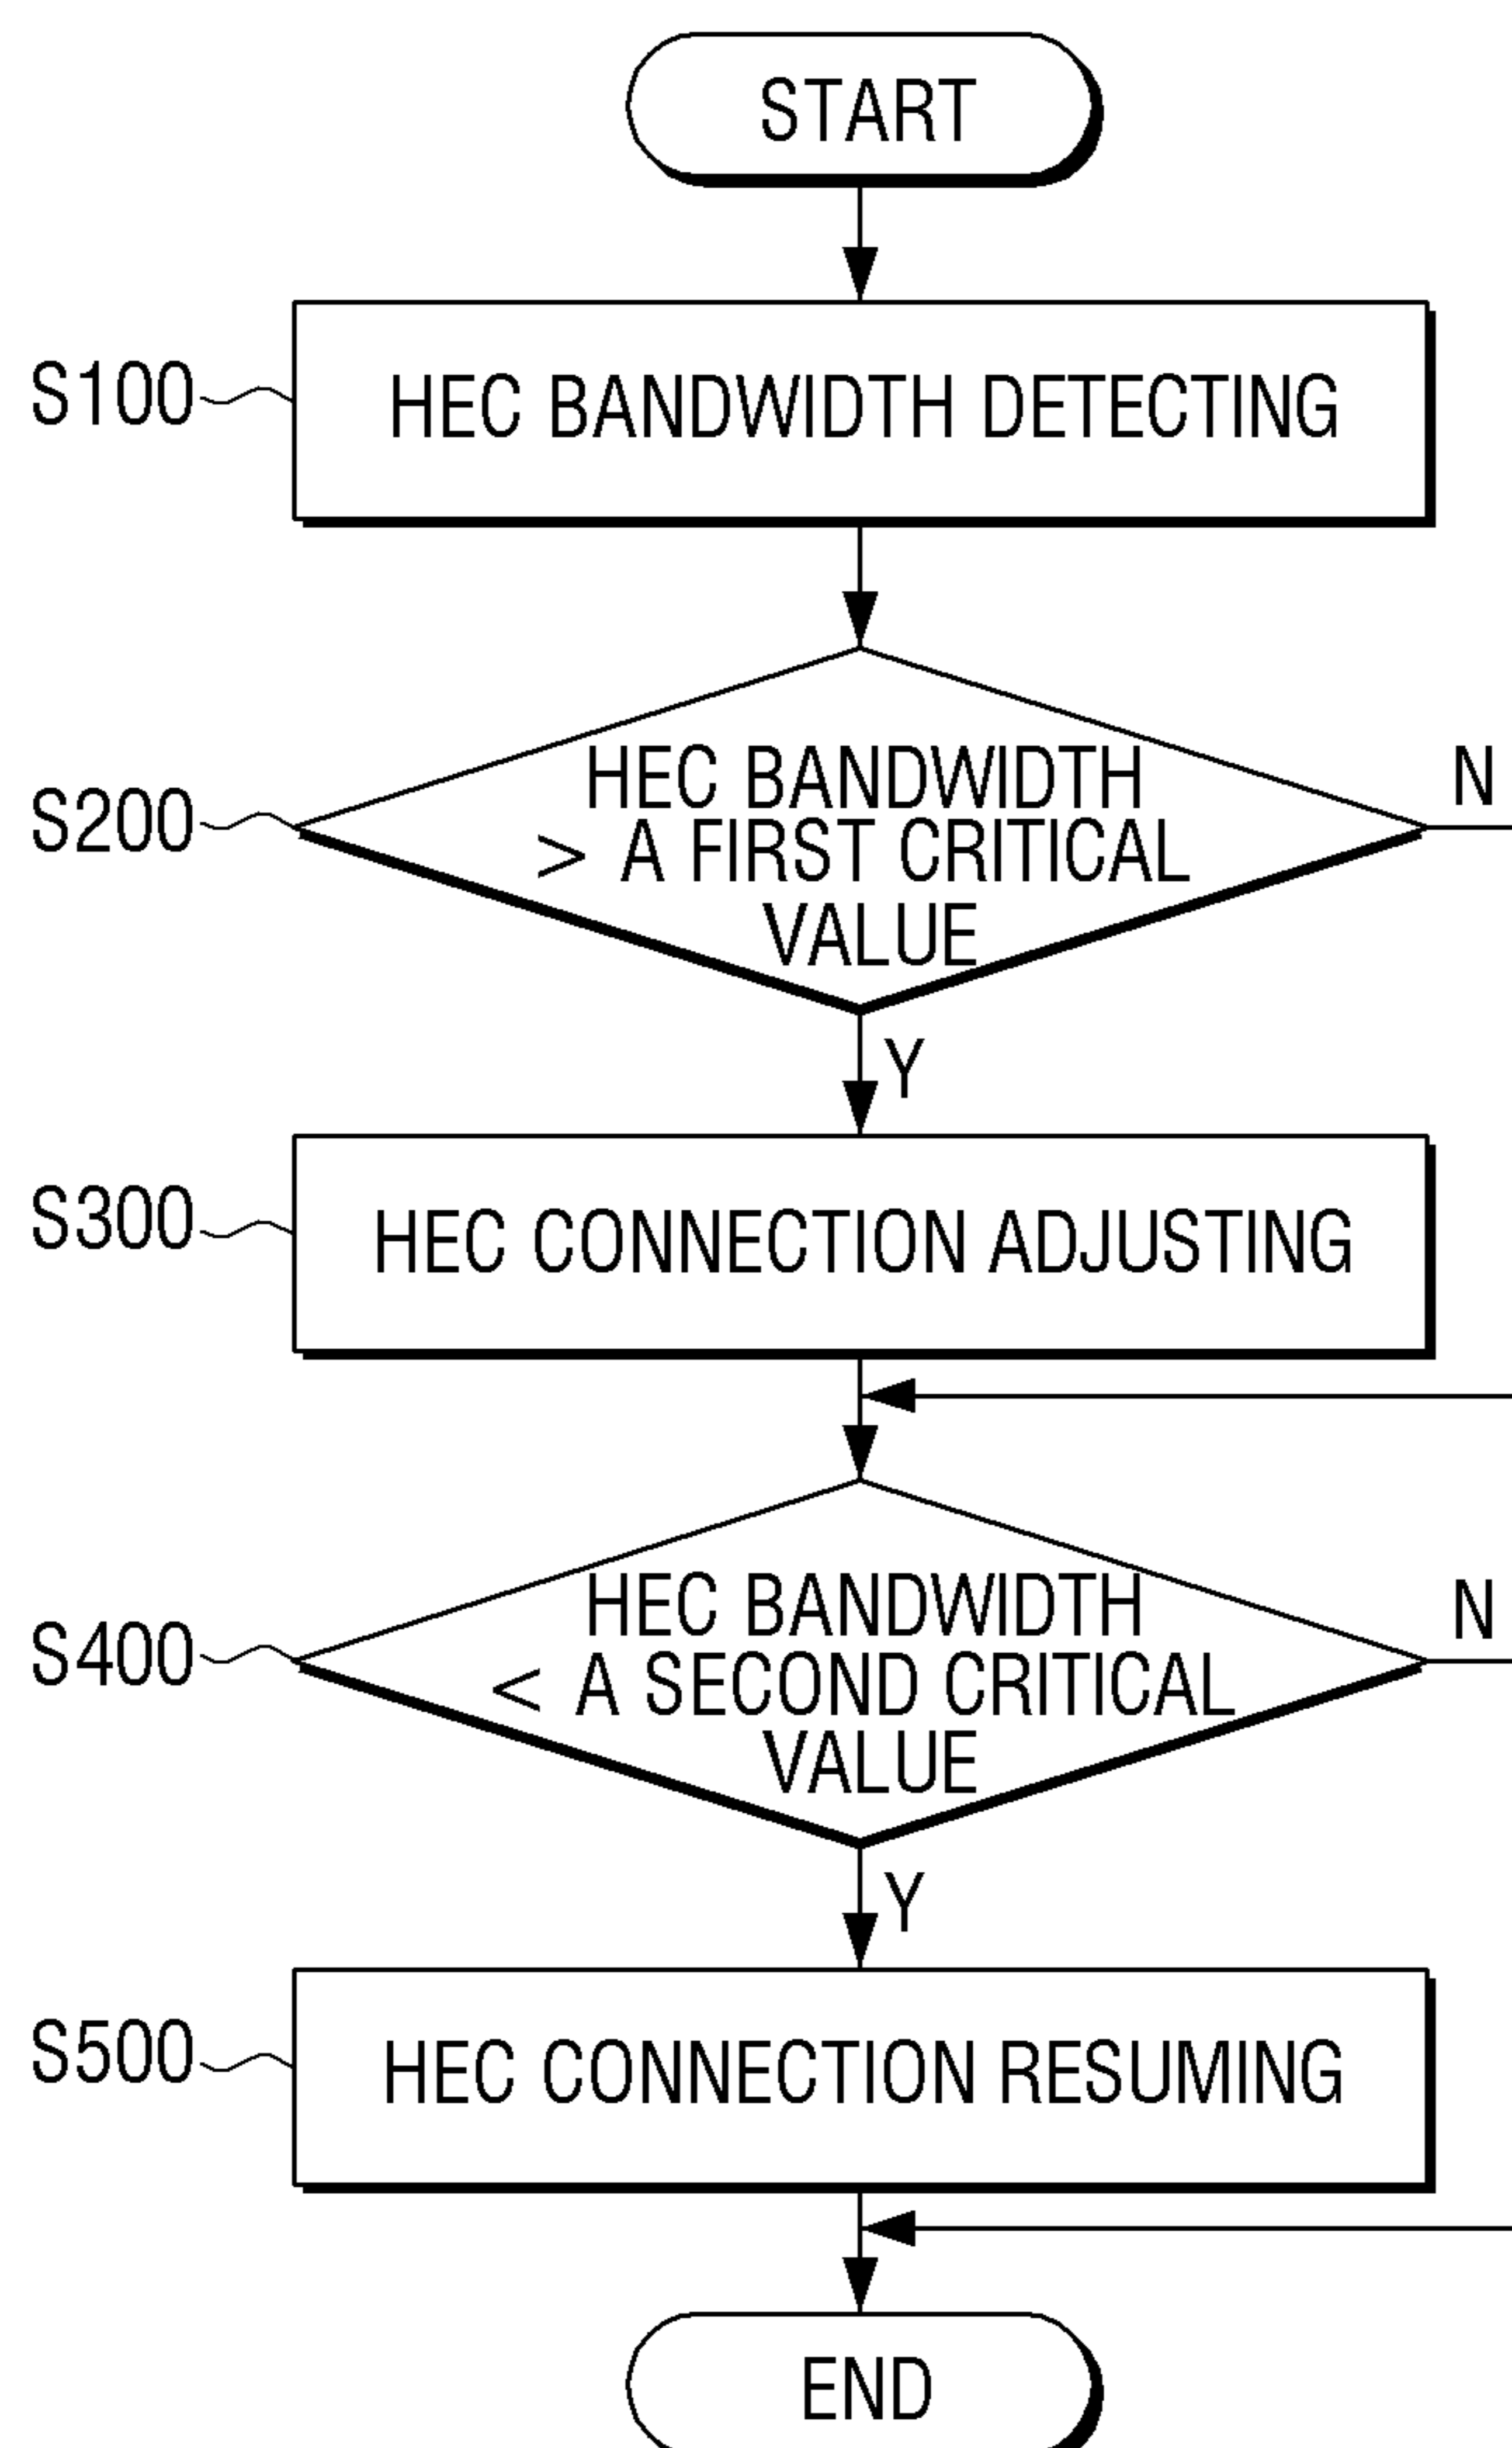 START
S100
HEC BANDWIDTH DETECTING
S200
HEC BANDWIDTH
> A FIRST CRITICAL
VALUE
N
Y
S300
HEC CONNECTION ADJUSTING
S400
HEC BANDWIDTH
< A SECOND CRITICAL
VALUE
N
Y
S500
HEC CONNECTION RESUMING
END